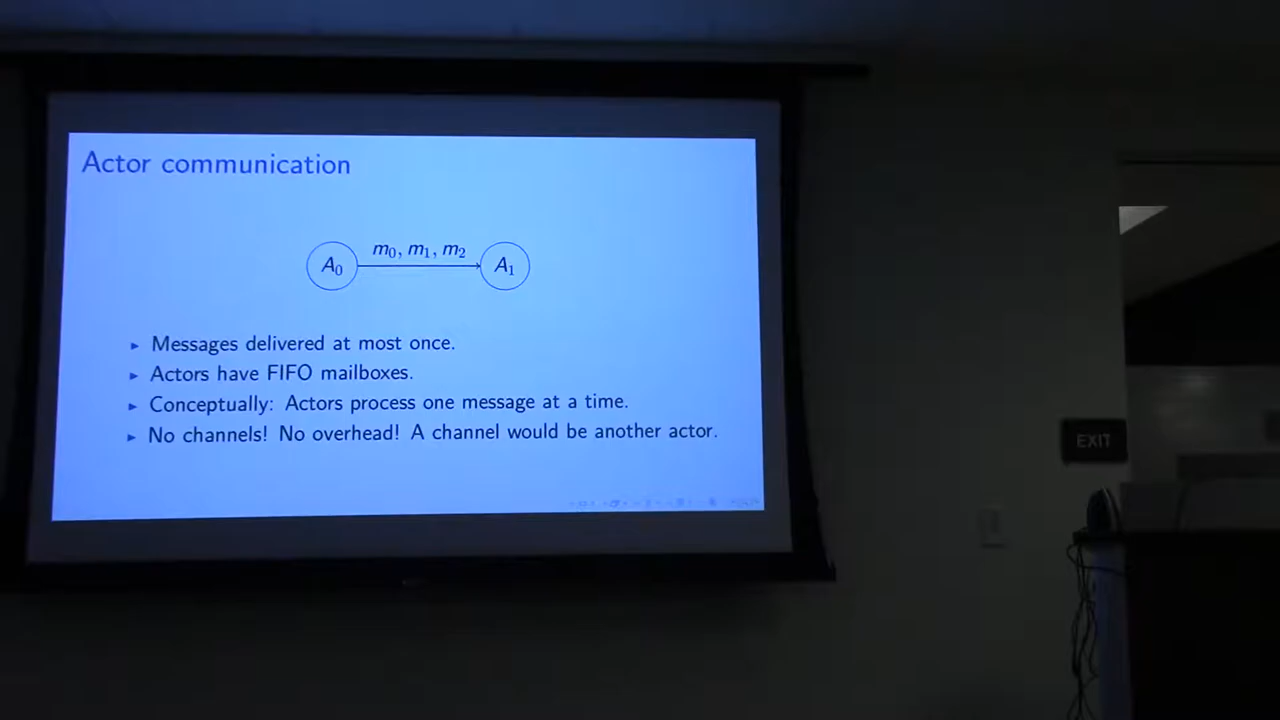 Actor communication
A₀ m₀, m₁, m₂ A₁
▸ Messages delivered at most once.
▸ Actors have FIFO mailboxes.
▸ Conceptually: Actors process one message at a time.
▸ No channels! No overhead! A channel would be another actor.
EXIT